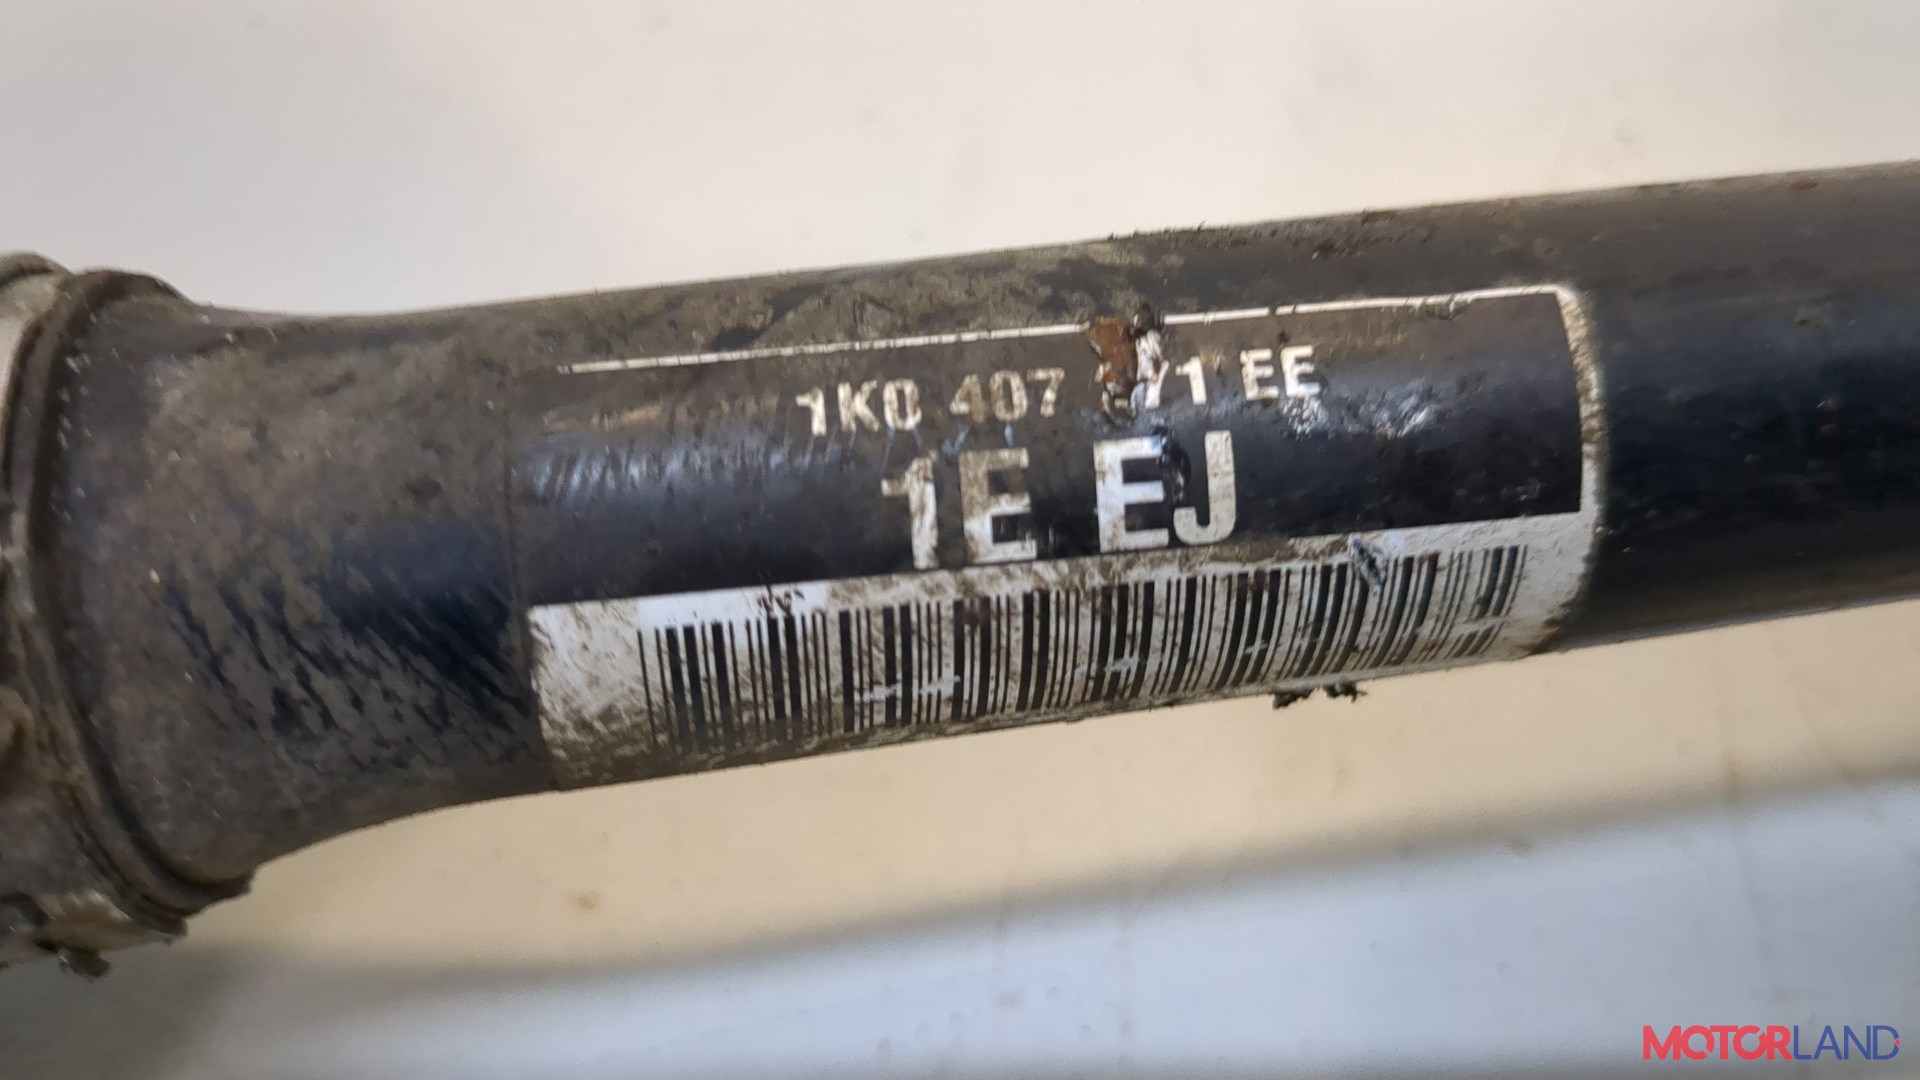 1K0 407 EE
1E EJ
MOTORLAND